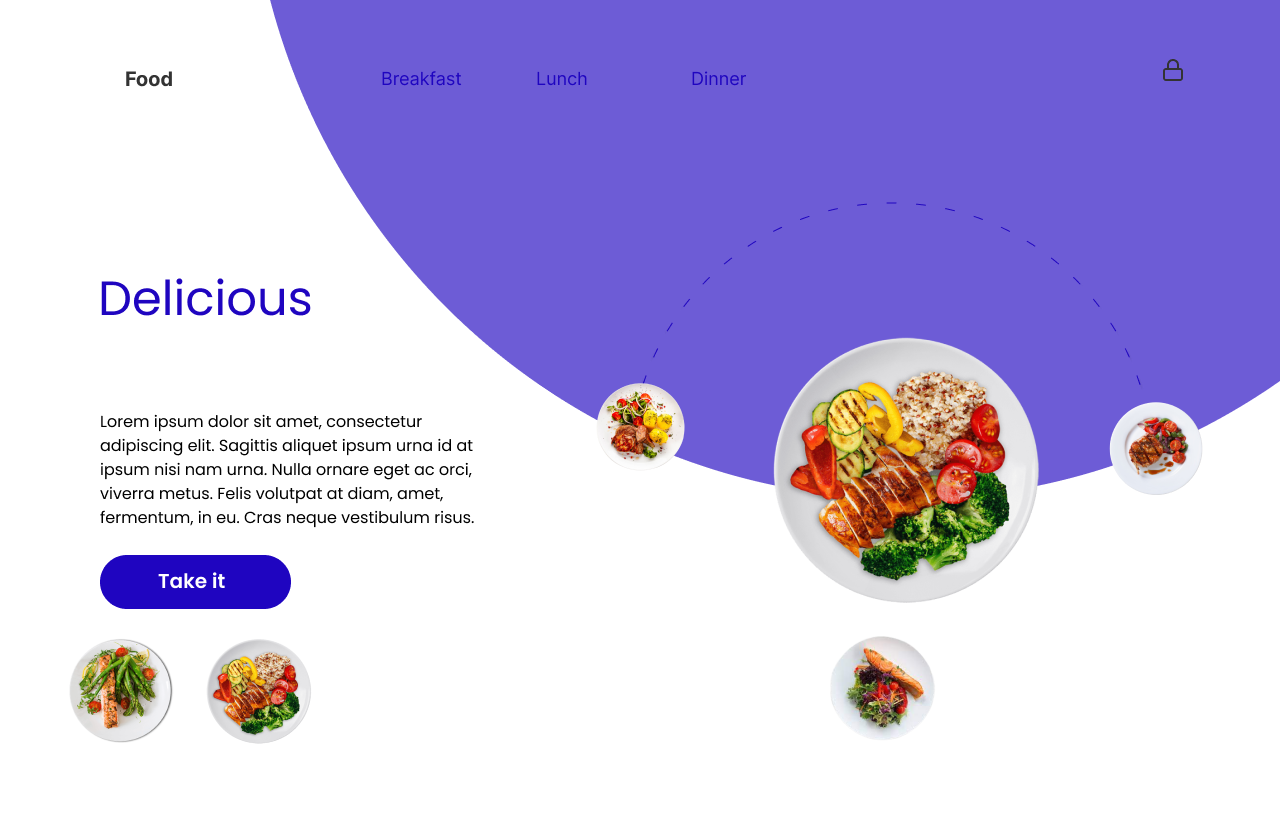 Food
Breakfast
Lunch
Dinner
Delicious
Lorem ipsum dolor sit amet, consectetur
adipiscing elit. Sagittis aliquet ipsum urna id at
ipsum nisi nam urna. Nulla ornare eget ac orci,
viverra metus. Felis volutpat at diam, amet,
fermentum, in eu. Cras neque vestibulum risus.
Take it